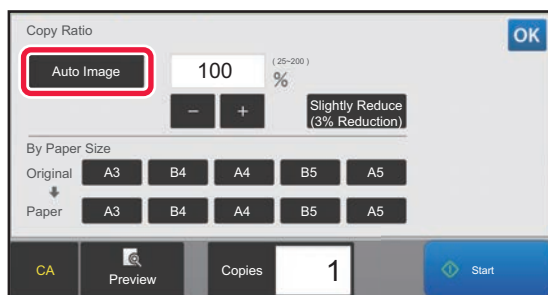 Copy Ratio
OK
Auto Image
100
(25~200)
%
－
+
Slightly Reduce
(3% Reduction)
By Paper Size
Original A3 B4 A4 B5 A5
Paper A3 B4 A4 B5 A5
CA
Preview
Copies
1
Start